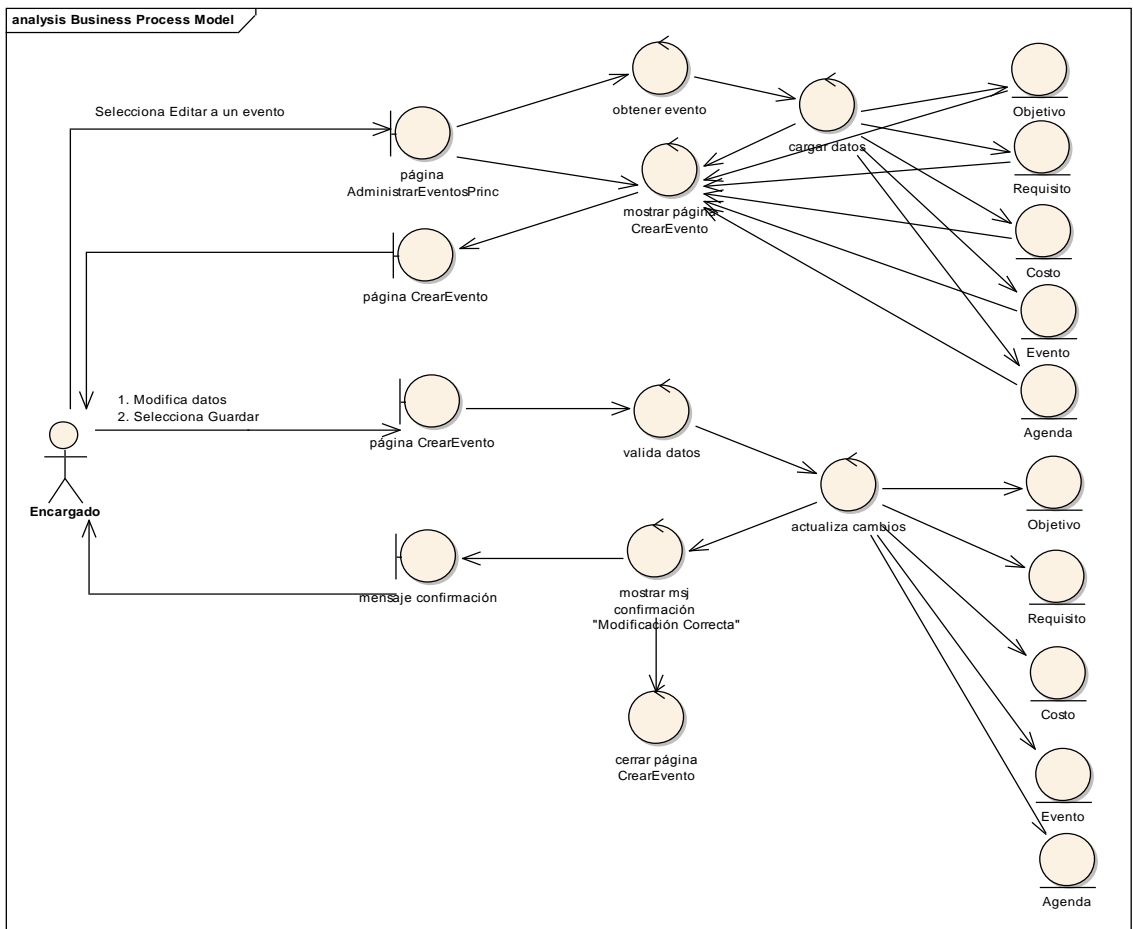 analysis Business Process Model
Selecciona Editar a un evento
página
AdministrarEventosPrinc
obtener evento
cargar datos
mostrar página
CrearEvento
página CrearEvento
Objetivo
Requisito
Costo
Evento
Agenda
1. Modifica datos
2. Selecciona Guardar
Encargado
página CrearEvento
valida datos
actualiza cambios
mensaje confirmación
mostrar msj
confirmación
"Modificación Correcta"
cerrar página
CrearEvento
Objetivo
Requisito
Costo
Evento
Agenda